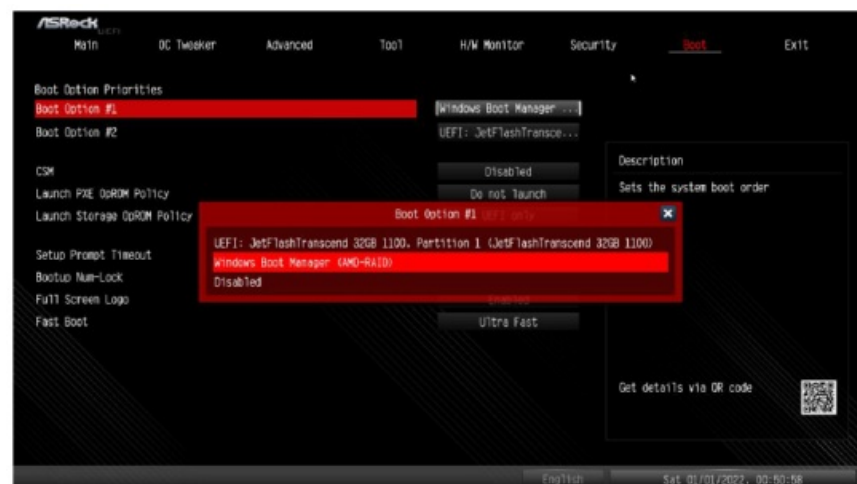 ASRock
UEFI
Main OC Tweaker Advanced Tool H/W Monitor Security Boot Exit
Boot Option Priorities
Boot Option #1 Windows Boot Manager ...
Boot Option #2 UEFI: JetFlashTransce...
CSM Disabled
Launch PXE OpROM Policy Do not launch
Launch Storage OpROM Policy UEFI only
Setup Prompt Timeout
Bootup Num-Lock
Full Screen Logo Enabled
Fast Boot Ultra Fast
Boot Option #1
UEFI: JetFlashTranscend 32GB 1100, Partition 1 (JetFlashTranscend 32GB 1100)
Windows Boot Manager (AMD-RAID)
Disabled
Description
Sets the system boot order
Get details via QR code
English Sat 01/01/2022, 00:50:58